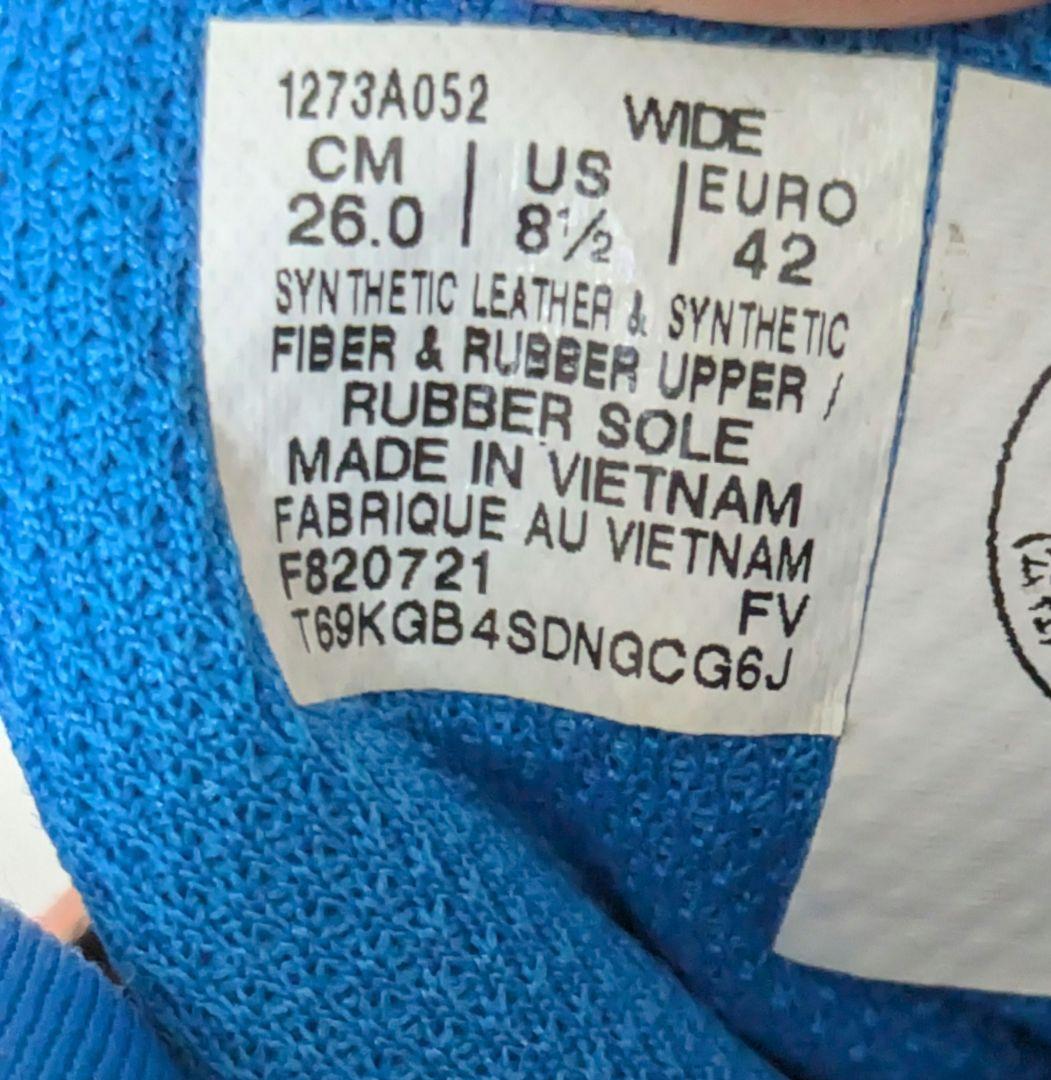 1273A052 WIDE
CM | US | EURO
26.0 | 8½ | 42
SYNTHETIC LEATHER & SYNTHETIC
FIBER & RUBBER UPPER /
RUBBER SOLE
MADE IN VIETNAM
FABRIQUE AU VIETNAM
F820721 FV
T69KGB4SDNGCG6J